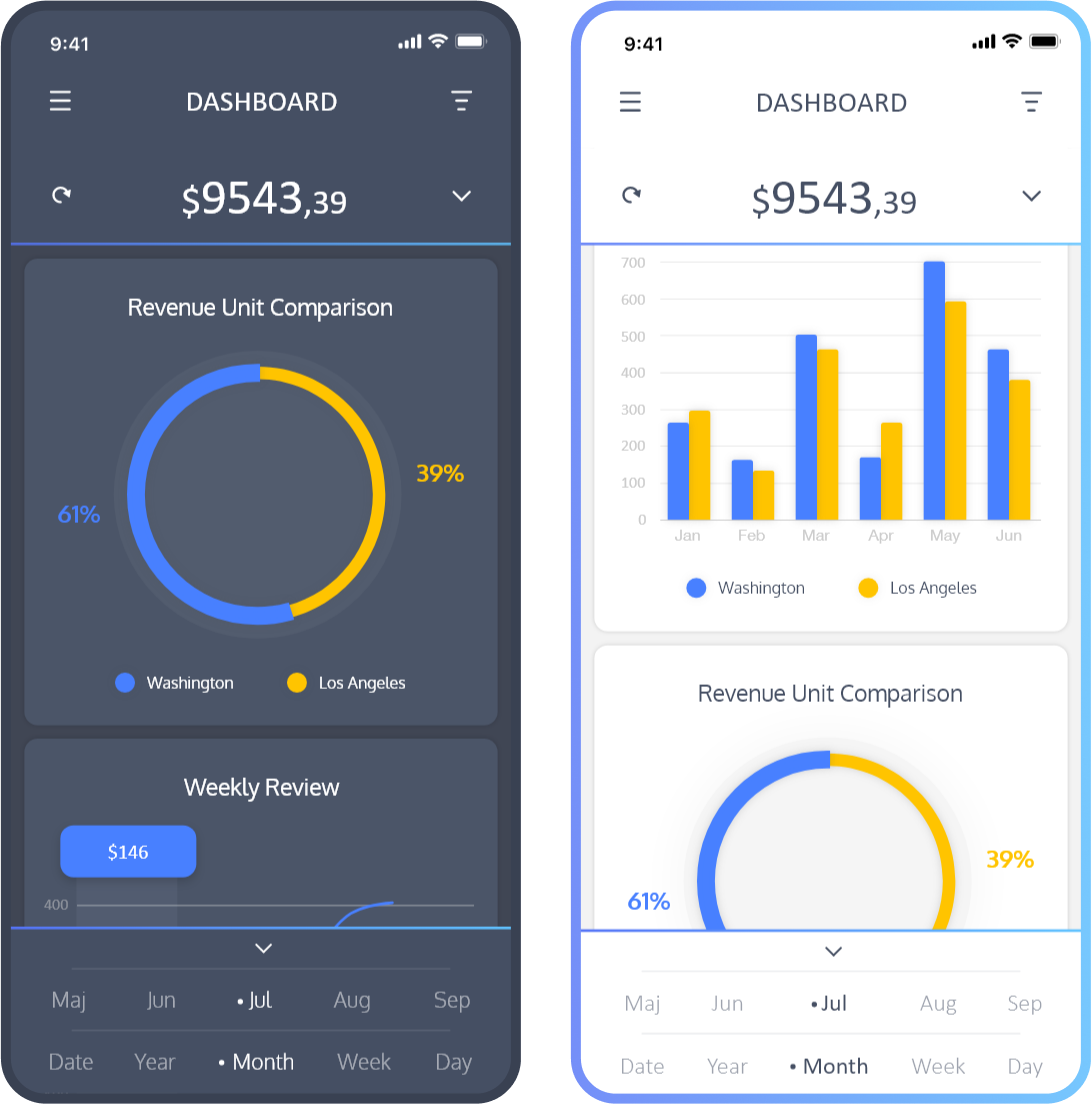 9:41
DASHBOARD
$9543,39
Revenue Unit Comparison
39%
61%
Washington Los Angeles
Weekly Review
$146
400
Maj Jun • Jul Aug Sep
Date Year • Month Week Day
9:41
DASHBOARD
$9543,39
700
600
500
400
300
200
100
0
Jan Feb Mar Apr May Jun
Washington Los Angeles
Revenue Unit Comparison
39%
61%
Maj Jun • Jul Aug Sep
Date Year • Month Week Day